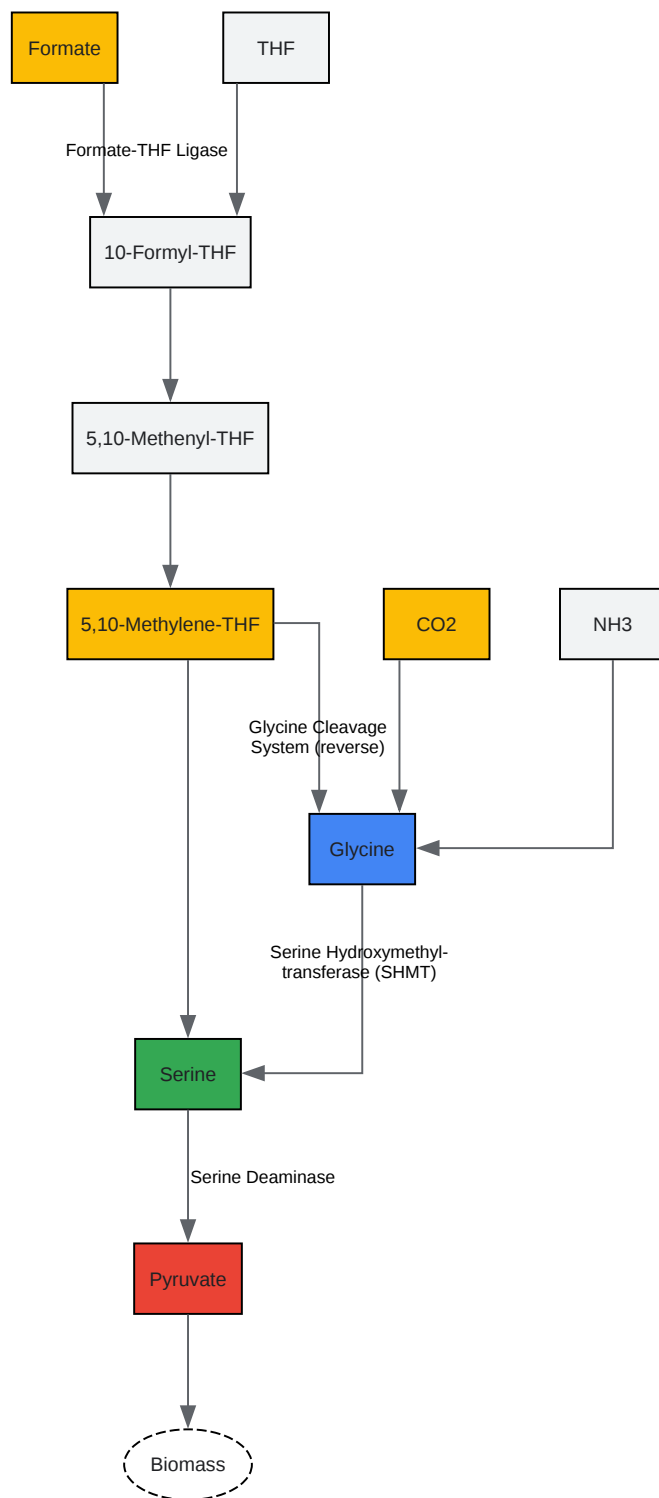 Formate
THF
Formate-THF Ligase
10-Formyl-THF
5,10-Methenyl-THF
5,10-Methylene-THF
CO2
NH3
Glycine Cleavage
System (reverse)
Glycine
Serine Hydroxymethyl-
transferase (SHMT)
Serine
Serine Deaminase
Pyruvate
Biomass